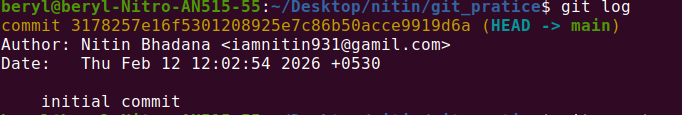 beryl@beryl-Nitro-AN515-55:~/Desktop/nitin/git_pratice$ git log
commit 3178257e16f5301208925e7c86b50acce9919d6a (HEAD -> main)
Author: Nitin Bhadana <iamnitin931@gamil.com>
Date:   Thu Feb 12 12:02:54 2026 +0530

    initial commit